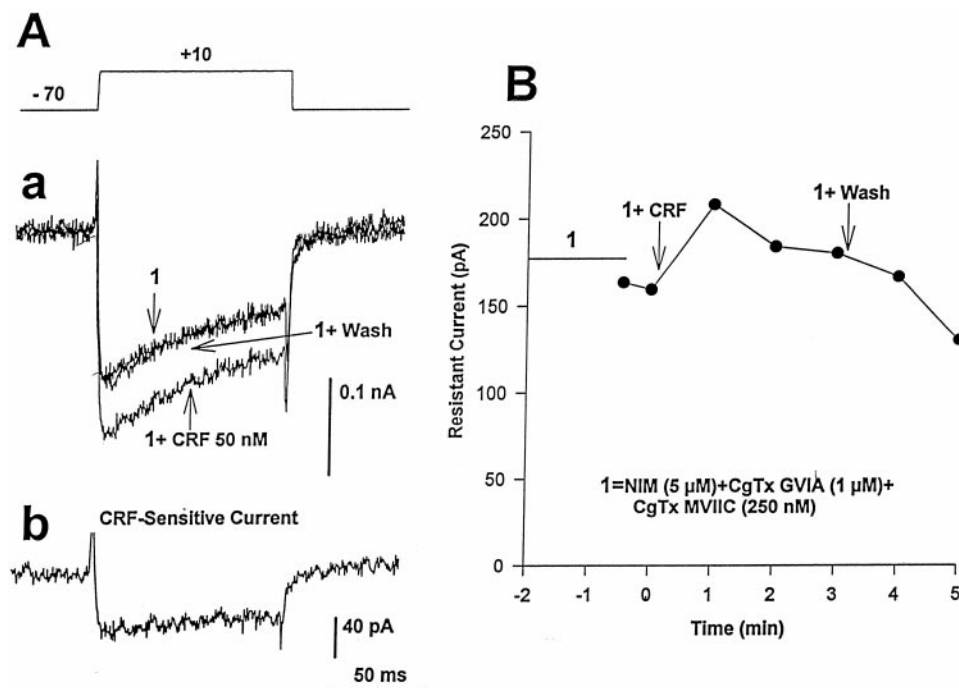 A
+10
- 70
a
1
1+ Wash
0.1 nA
1+ CRF 50 nM
b
CRF-Sensitive Current
40 pA
50 ms
B
250
200
150
100
50
0
Resistant Current (pA)
1
1+ CRF
1+ Wash
1=NIM (5 µM)+CgTx GVIA (1 µM)+
CgTx MVIIC (250 nM)
-2 -1 0 1 2 3 4 5
Time (min)